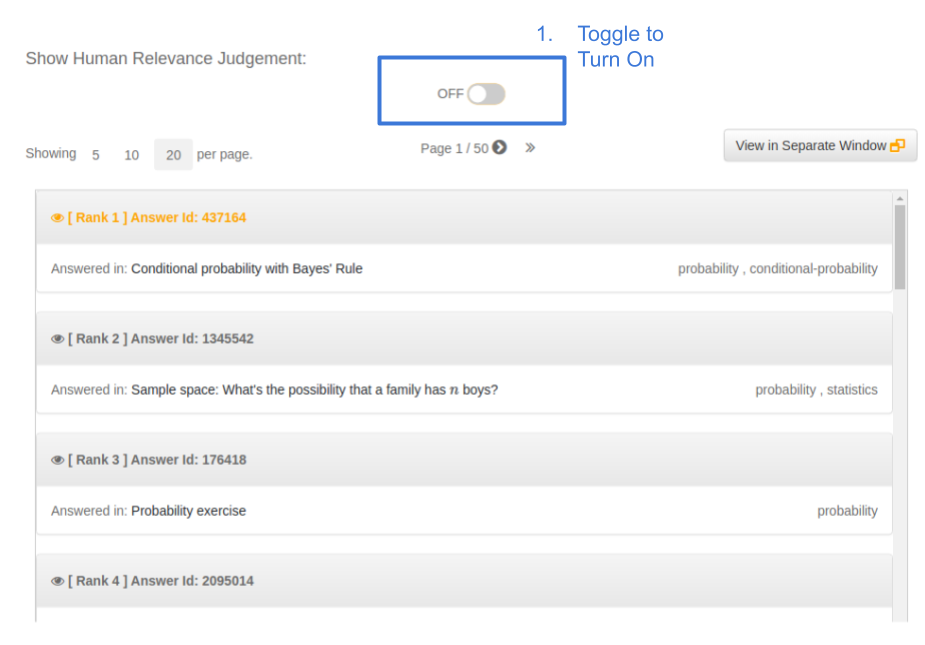 1. Toggle to
Turn On
Show Human Relevance Judgement:
OFF
Showing 5 10 20 per page.
Page 1 / 50
View in Separate Window
[ Rank 1 ] Answer Id: 437164
Answered in: Conditional probability with Bayes' Rule
probability , conditional-probability
[ Rank 2 ] Answer Id: 1345542
Answered in: Sample space: What's the possibility that a family has n boys?
probability , statistics
[ Rank 3 ] Answer Id: 176418
Answered in: Probability exercise
probability
[ Rank 4 ] Answer Id: 2095014